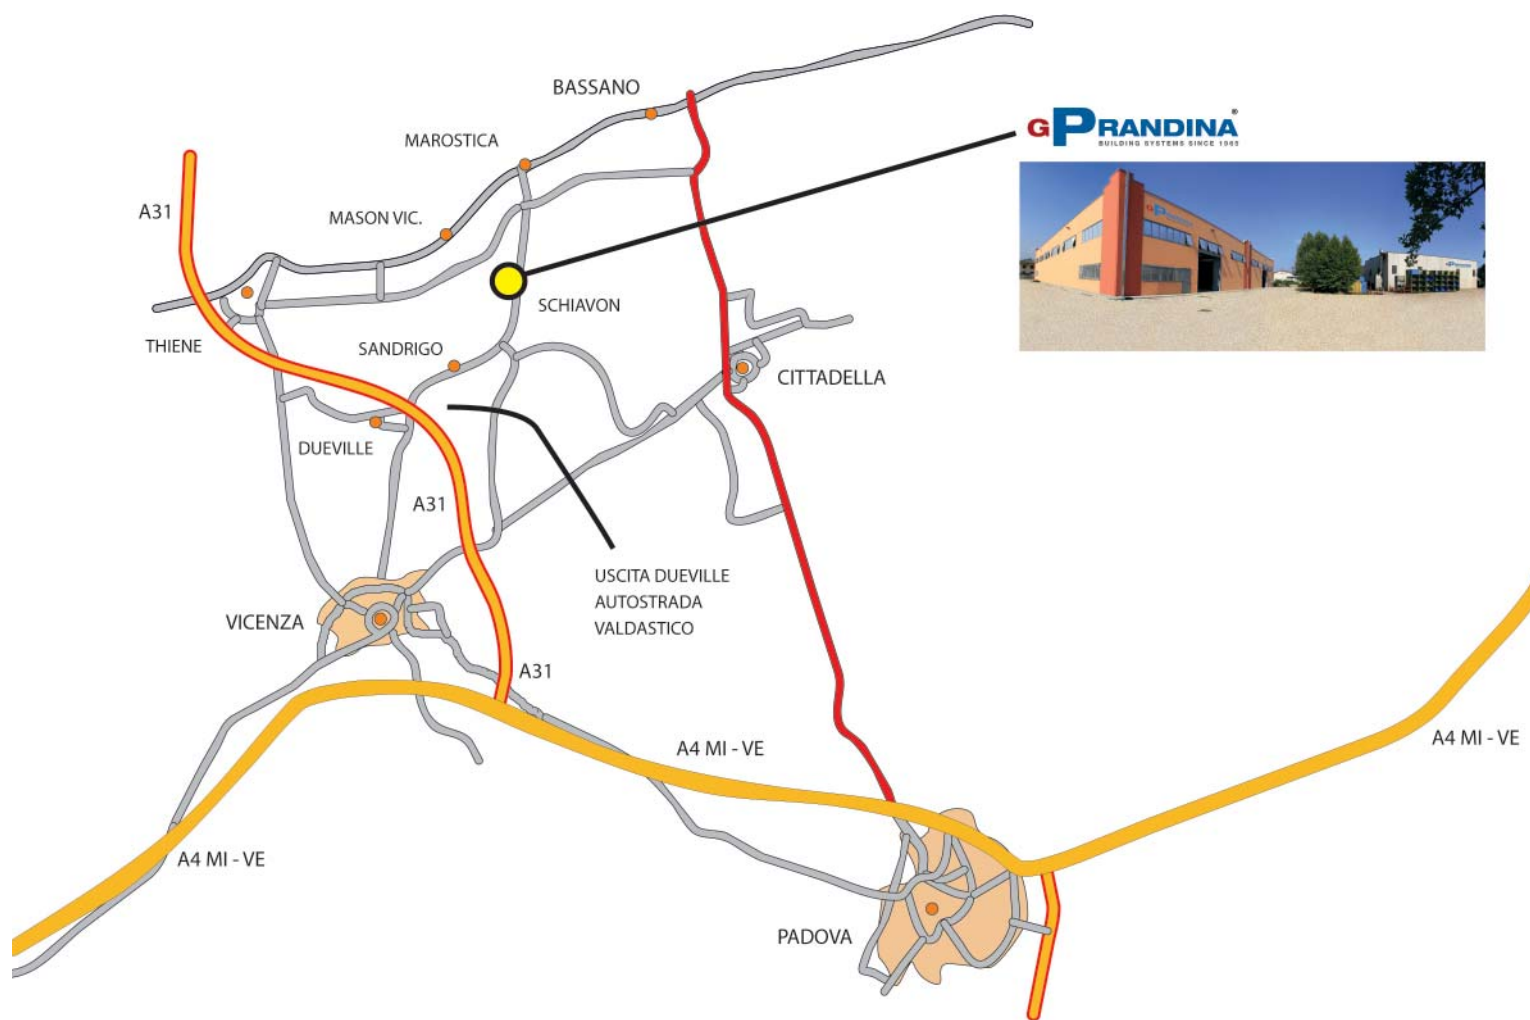 BASSANO
GPRANDINA®
BUILDING SYSTEMS SINCE 1965
MAROSTICA
A31
MASON VIC.
SCHIAVON
THIENE
SANDRIGO
CITTADELLA
DUEVILLE
A31
USCITA DUEVILLE
AUTOSTRADA
VALDASTICO
VICENZA
A31
A4 MI - VE
A4 MI - VE
A4 MI - VE
PADOVA